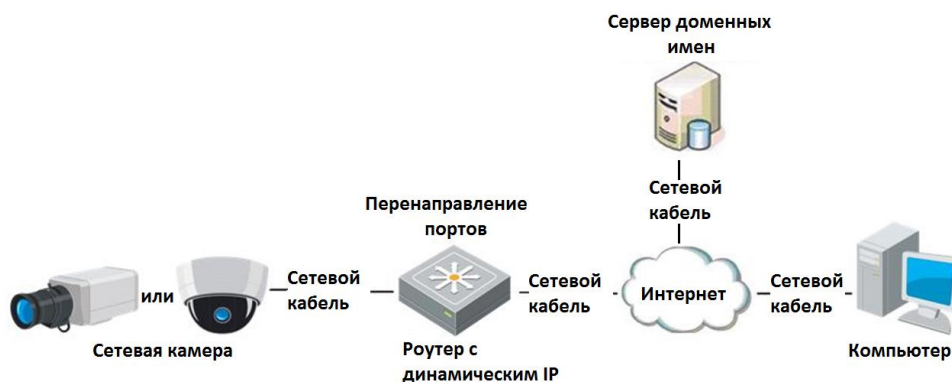 Сервер доменных
имен
Сетевой
кабель
Перенаправление
портов
или
Сетевой
кабель
Сетевой
кабель
Интернет
Сетевой
кабель
Сетевая камера
Роутер с
динамическим IP
Компьютер